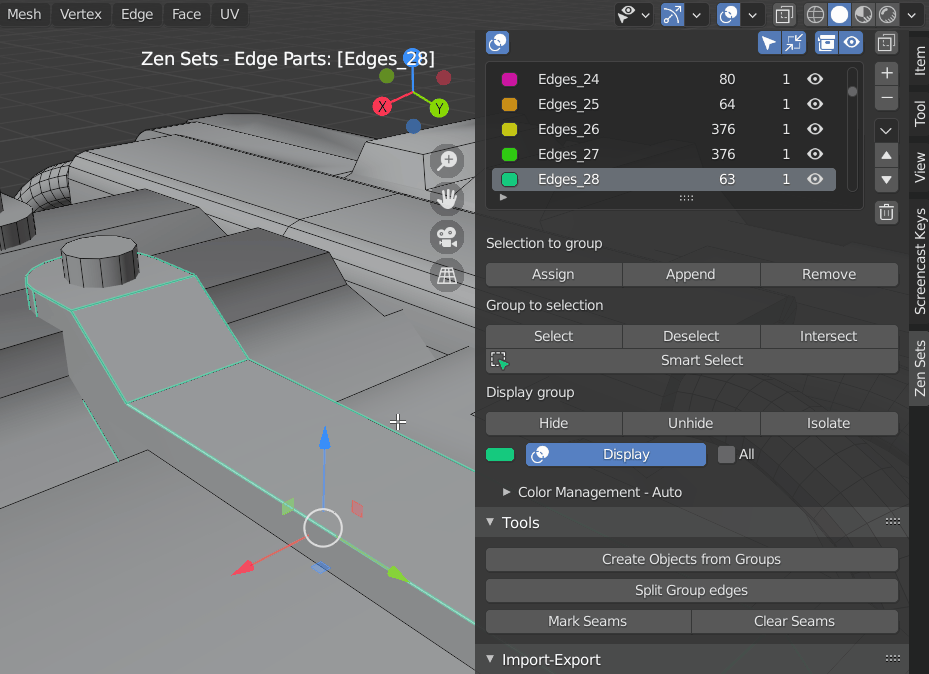 Mesh Vertex Edge Face UV
Zen Sets - Edge Parts: [Edges_28]
X
Y
Edges_24 80 1
Edges_25 64 1
Edges_26 376 1
Edges_27 376 1
Edges_28 63 1
Selection to group
Assign Append Remove
Group to selection
Select Deselect Intersect
Smart Select
Display group
Hide Unhide Isolate
Display All
Color Management - Auto
Tools
Create Objects from Groups
Split Group edges
Mark Seams Clear Seams
Import-Export
Item
Tool
View
Screencast Keys
Zen Sets